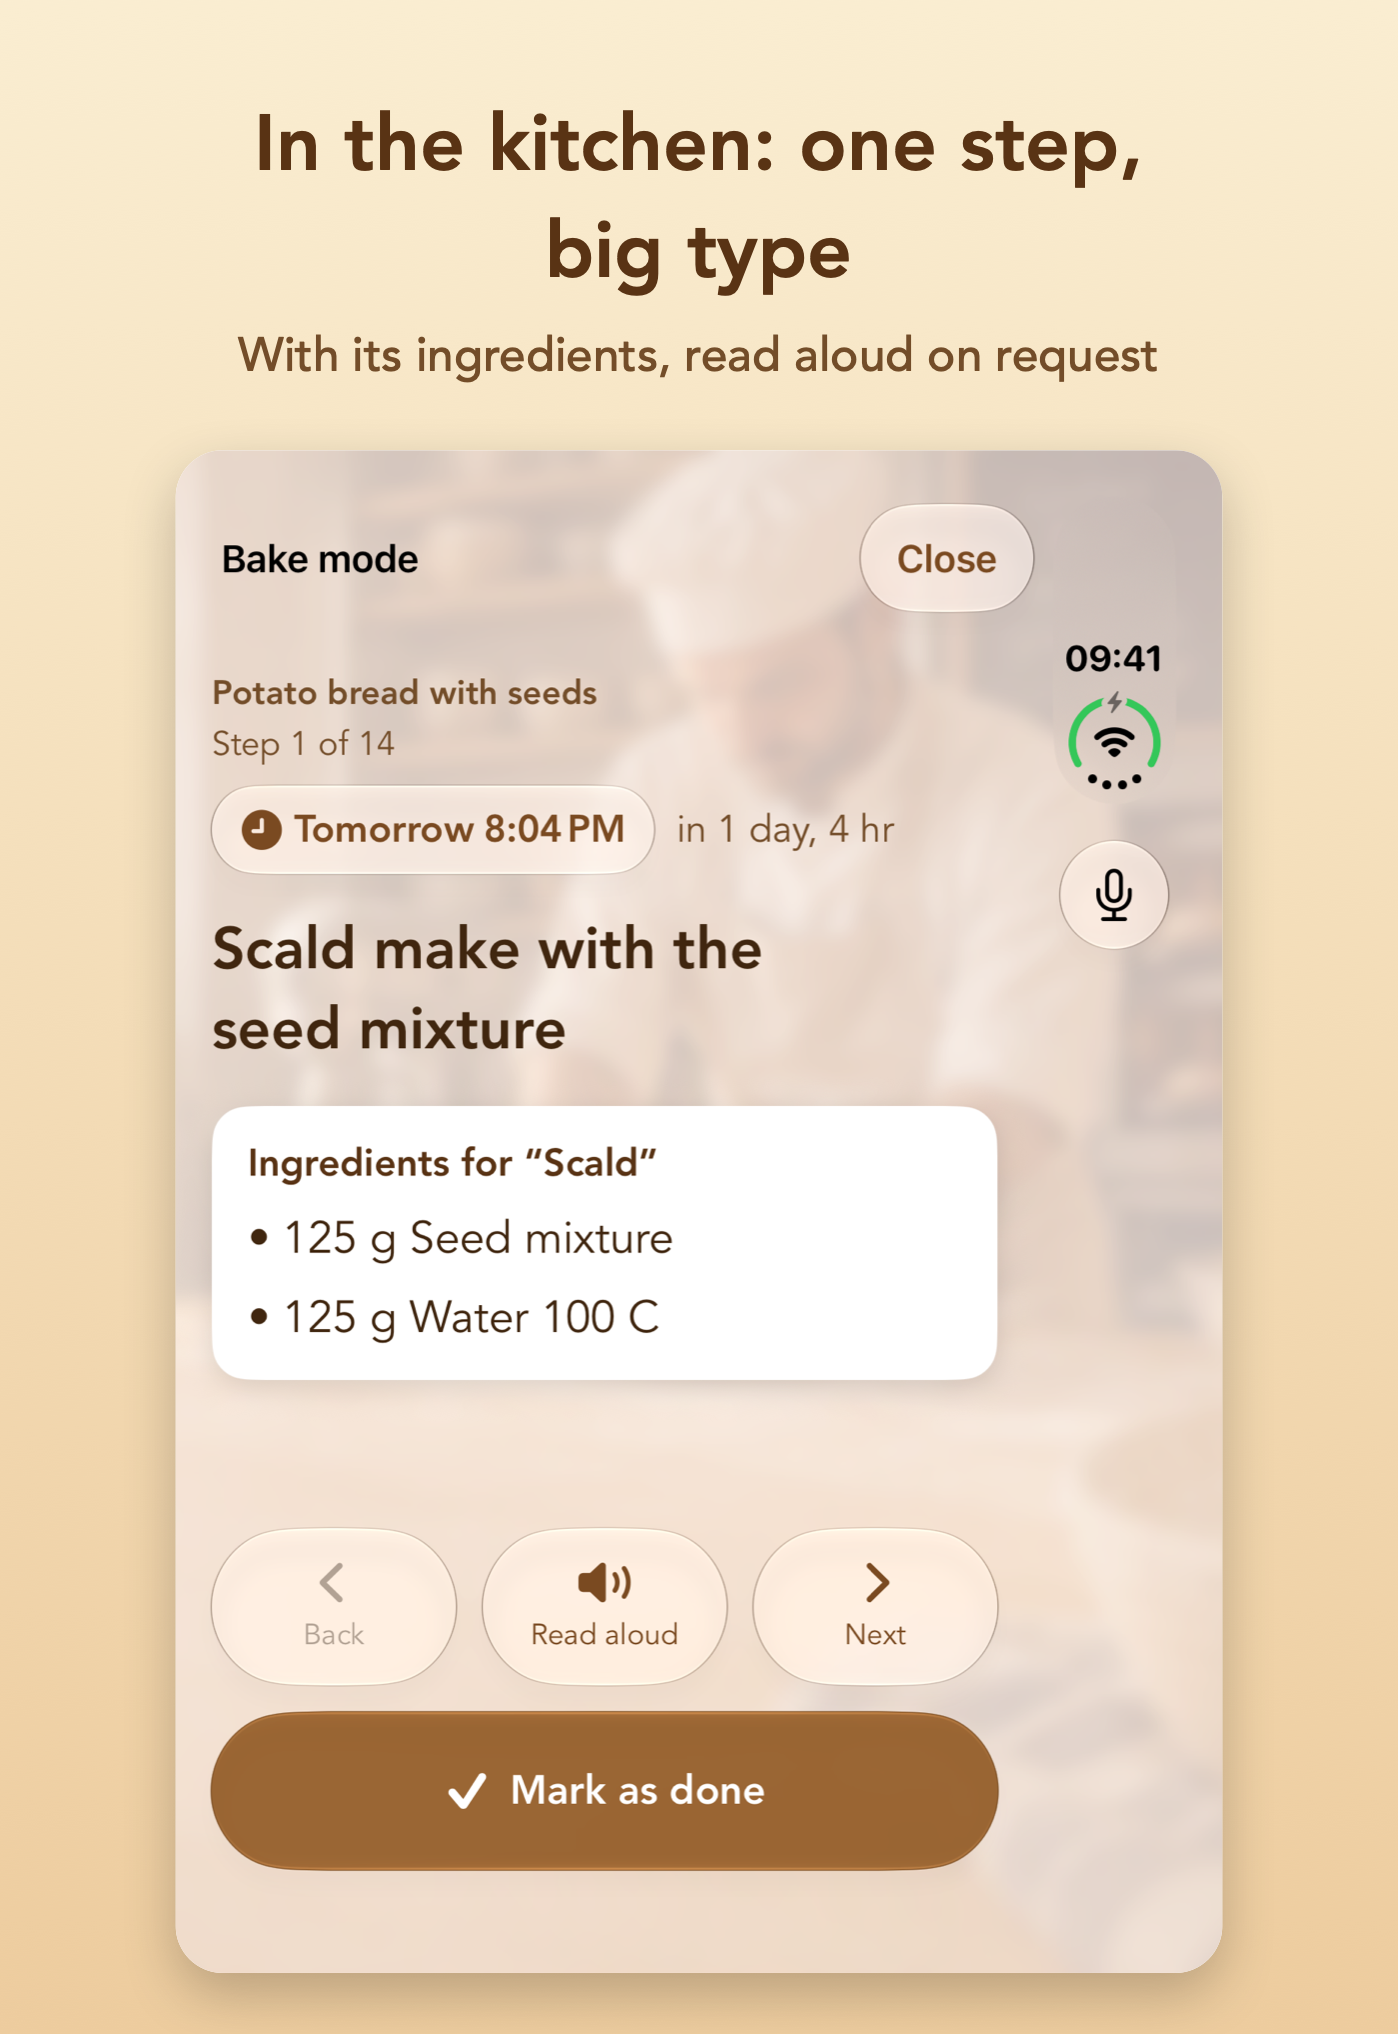 In the kitchen: one step,
big type
With its ingredients, read aloud on request
Bake mode
Close
09:41
Potato bread with seeds
Step 1 of 14
Tomorrow 8:04 PM
in 1 day, 4 hr
Scald make with the
seed mixture
Ingredients for “Scald”
• 125 g Seed mixture
• 125 g Water 100 C
Back
Read aloud
Next
Mark as done